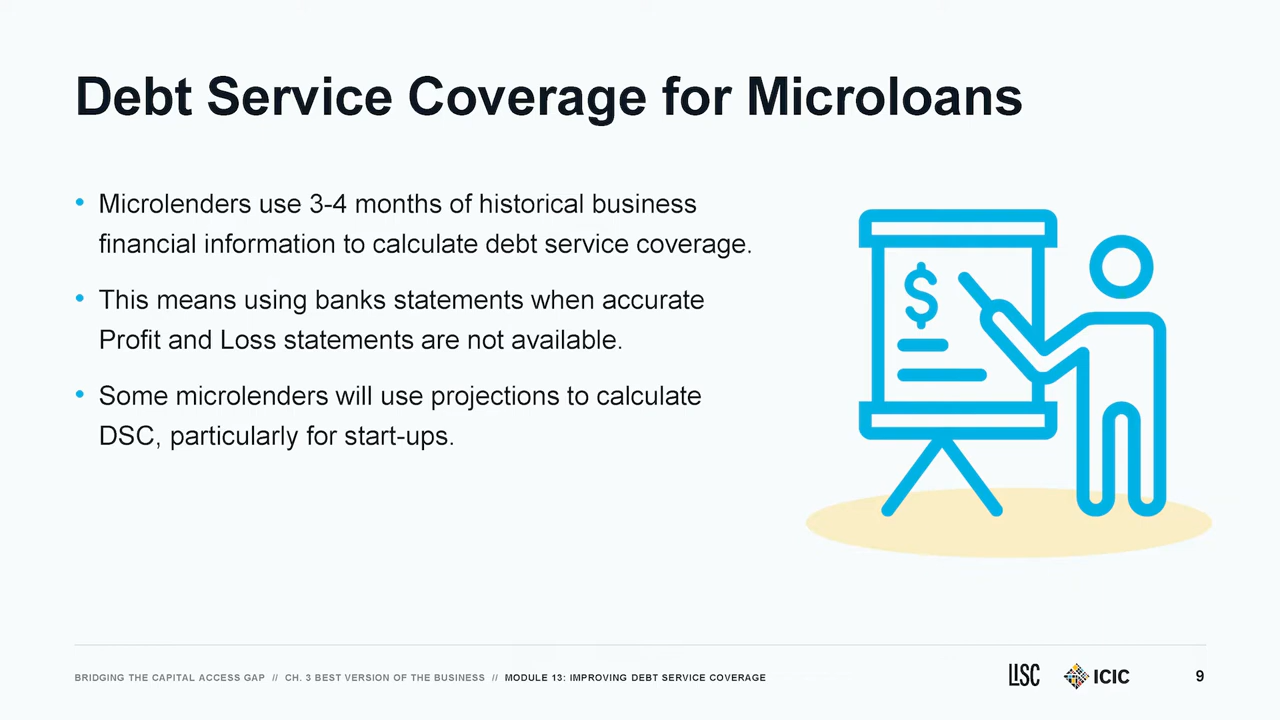 Debt Service Coverage for Microloans
• Microlenders use 3-4 months of historical business
financial information to calculate debt service coverage.
• This means using banks statements when accurate
Profit and Loss statements are not available.
• Some microlenders will use projections to calculate
DSC, particularly for start-ups.
$
BRIDGING THE CAPITAL ACCESS GAP // CH. 3 BEST VERSION OF THE BUSINESS // MODULE 13: IMPROVING DEBT SERVICE COVERAGE
LISC
ICIC
9